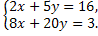 2x + 5y = 16,
8x + 20y = 3.